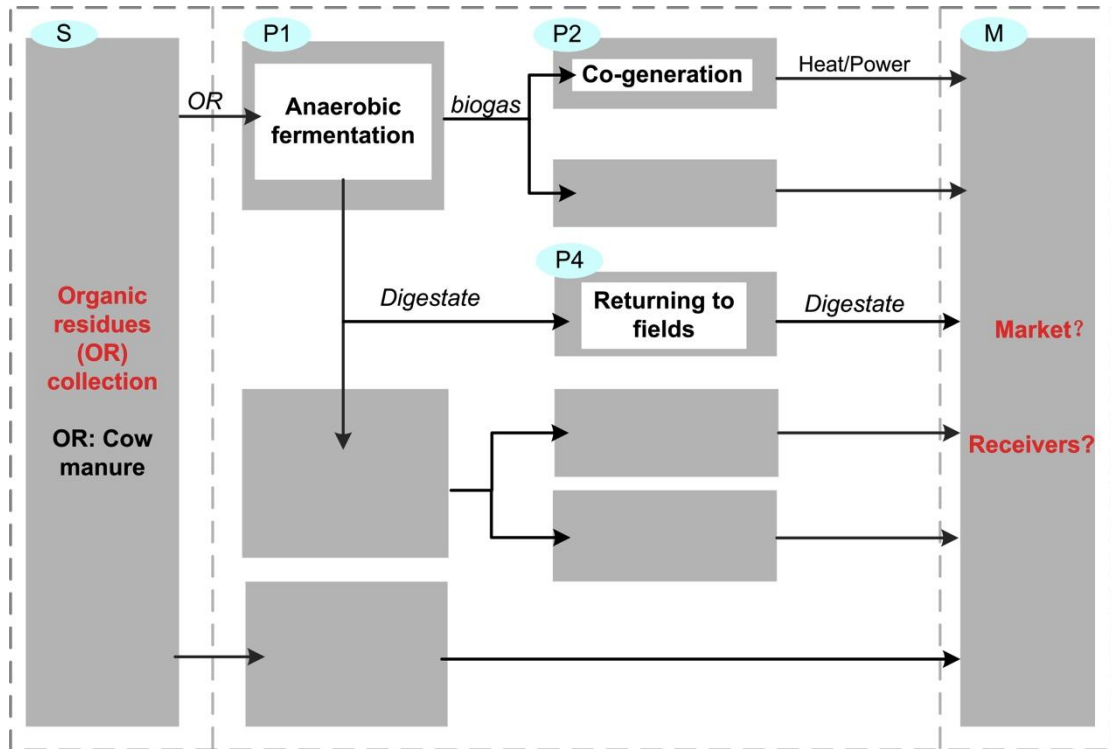 S
P1
P2
M
Co-generation
Heat/Power
OR
Anaerobic
fermentation
biogas
P4
Digestate
Returning to
fields
Digestate
Organic
residues
(OR)
collection
OR: Cow
manure
Market?
Receivers?